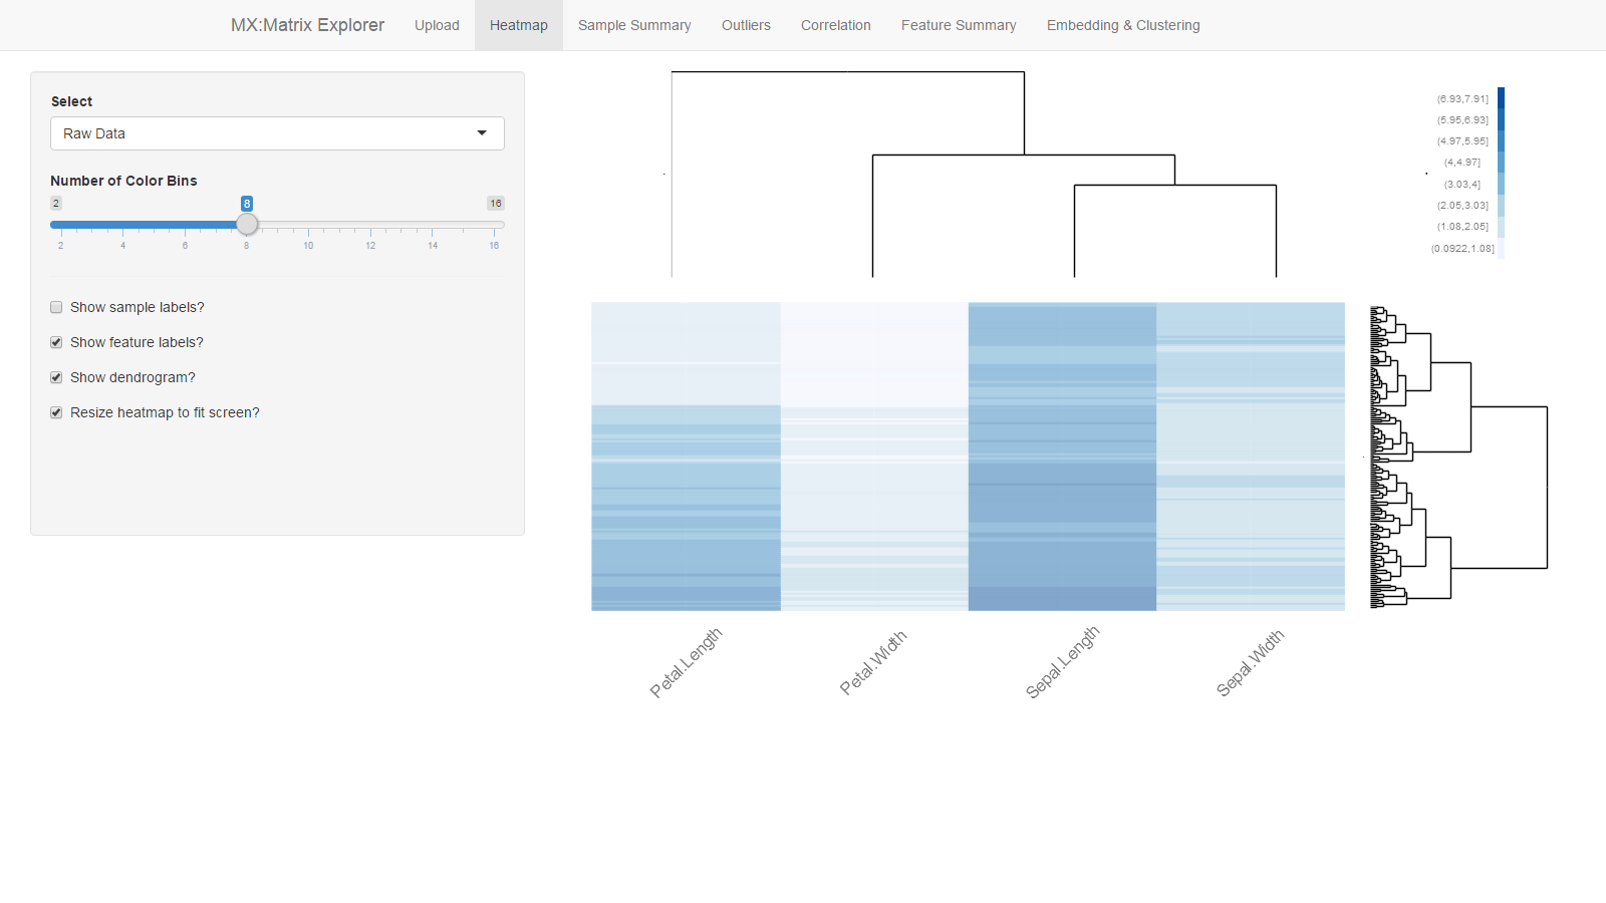 MX:Matrix Explorer Upload Heatmap Sample Summary Outliers Correlation Feature Summary Embedding & Clustering
Select
Raw Data
Number of Color Bins
2 8 16
2 4 6 8 10 12 14 16
Show sample labels?
Show feature labels?
Show dendrogram?
Resize heatmap to fit screen?
(6.93,7.91]
(5.95,6.93]
(4.97,5.95]
(4,4.97]
(3.03,4]
(2.05,3.03]
(1.08,2.05]
(0.0922,1.08]
Petal.Length
Petal.Width
Sepal.Length
Sepal.Width